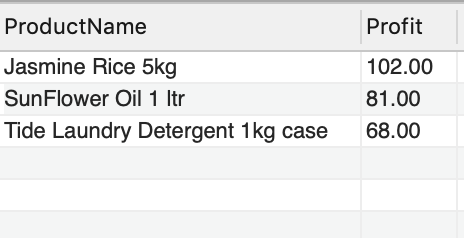 ProductName Profit
Jasmine Rice 5kg 102.00
SunFlower Oil 1 ltr 81.00
Tide Laundry Detergent 1kg case 68.00